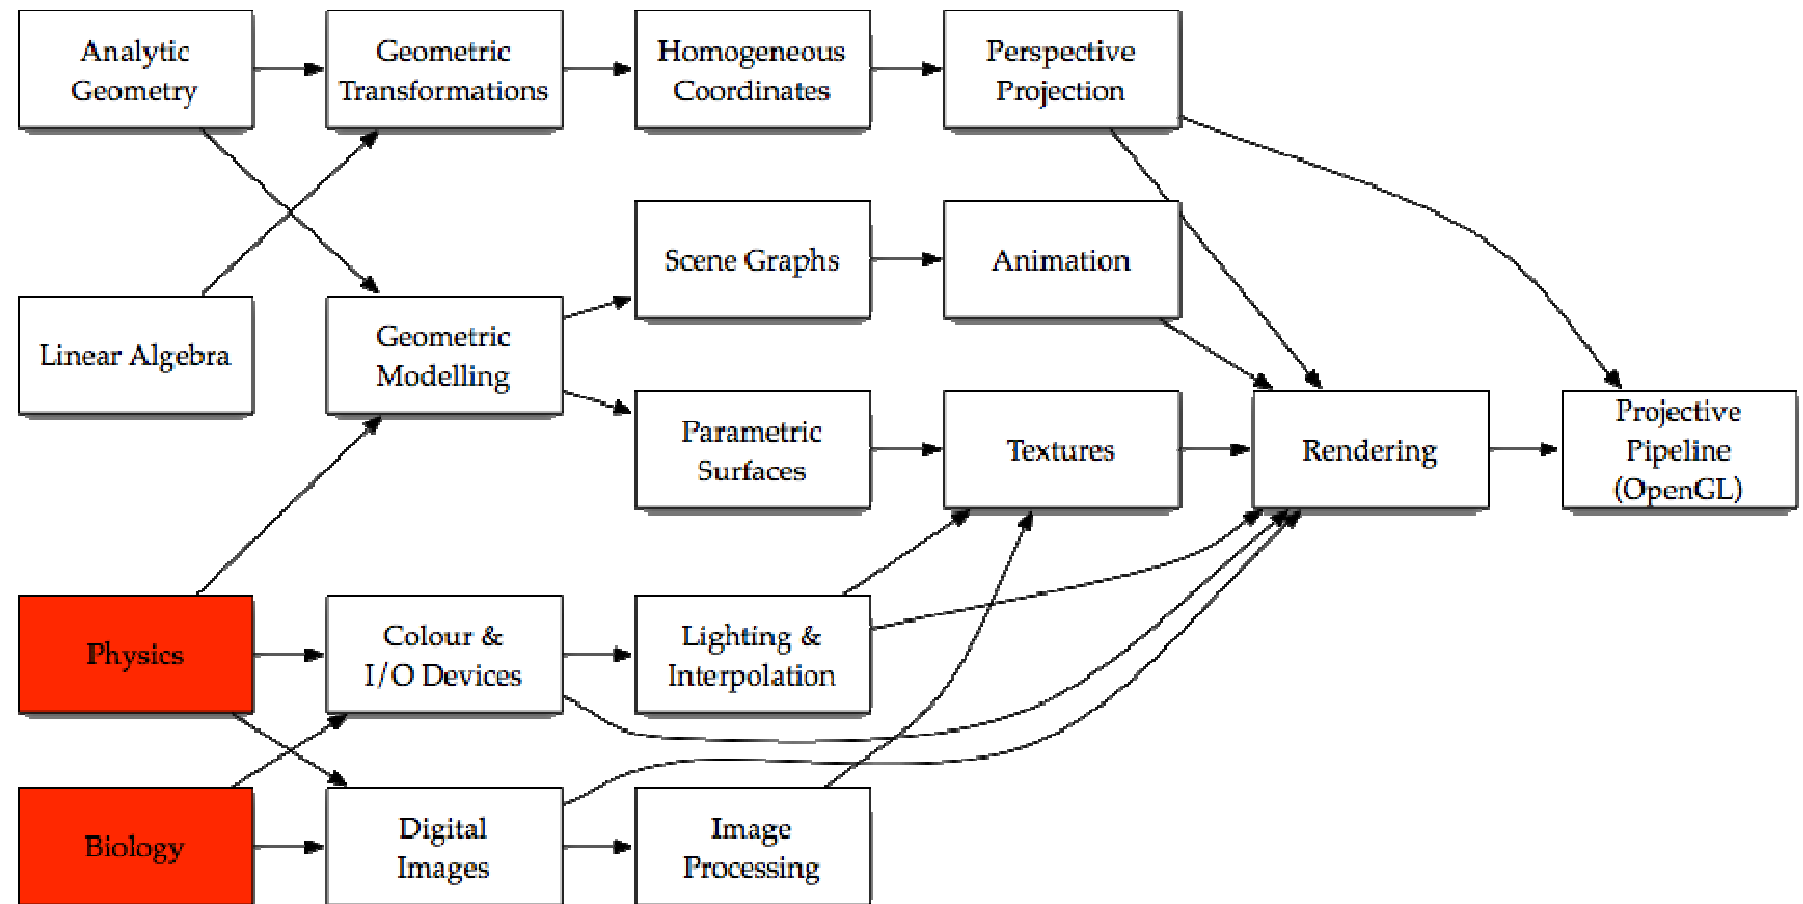 Analytic
Geometry
Geometric
Transformations
Homogeneous
Coordinates
Perspective
Projection
Scene Graphs
Animation
Linear Algebra
Geometric
Modelling
Parametric
Surfaces
Textures
Rendering
Projective
Pipeline
(OpenGL)
Physics
Colour &
I/O Devices
Lighting &
Interpolation
Biology
Digital
Images
Image
Processing